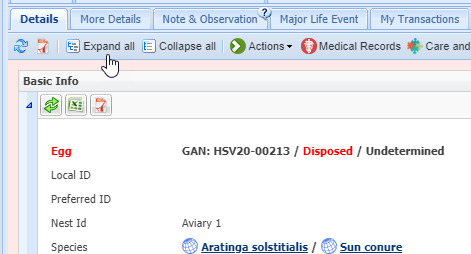 Details More Details Note & Observation ? Major Life Event My Transactions
Expand all Collapse all Actions Medical Records Care and
Basic Info
Egg GAN: HSV20-00213 / Disposed / Undetermined
Local ID
Preferred ID
Nest Id Aviary 1
Species Aratinga solstitialis / Sun conure